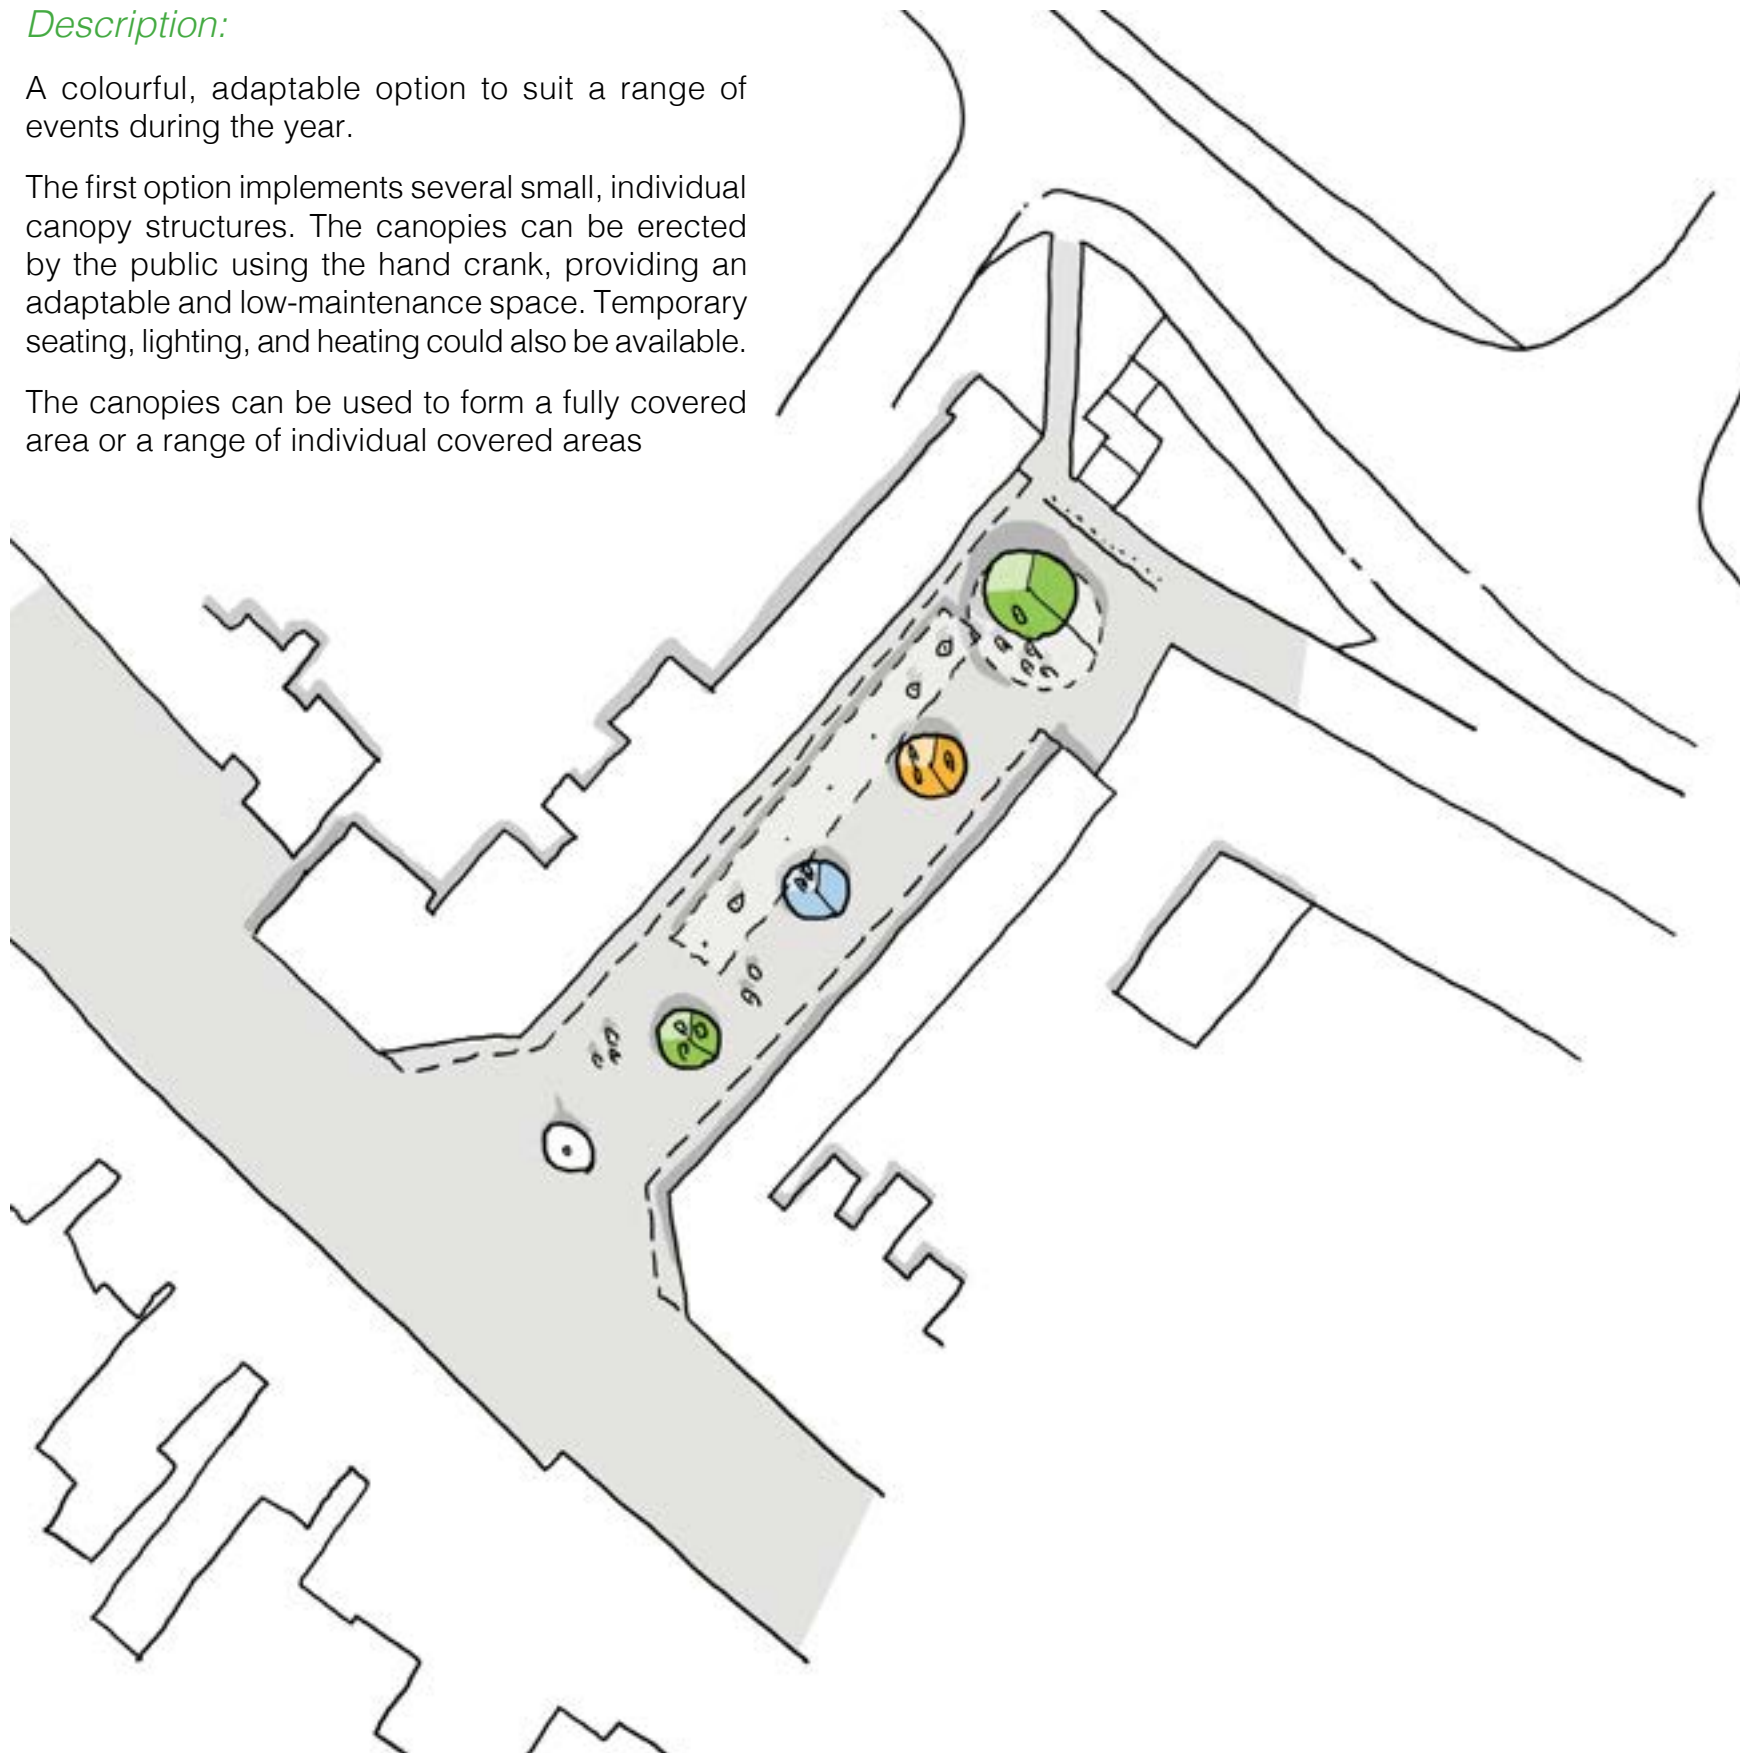 Description:
A colourful, adaptable option to suit a range of
events during the year.
The first option implements several small, individual
canopy structures. The canopies can be erected
by the public using the hand crank, providing an
adaptable and low-maintenance space. Temporary
seating, lighting, and heating could also be available.
The canopies can be used to form a fully covered
area or a range of individual covered areas